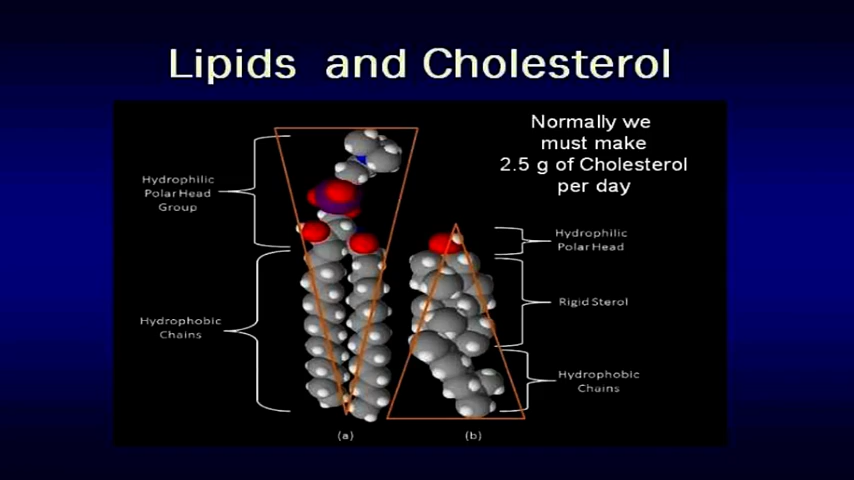 Lipids and Cholesterol
Normally we
must make
2.5 g of Cholesterol
per day
Hydrophilic
Polar Head
Group
Hydrophobic
Chains
Hydrophilic
Polar Head
Rigid Sterol
Hydrophobic
Chains
(a)
(b)